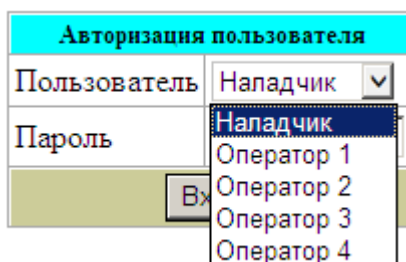 Авторизация пользователя
Пользователь Наладчик
Наладчик
Пароль
Оператор 1
Оператор 2
Оператор 3
Оператор 4